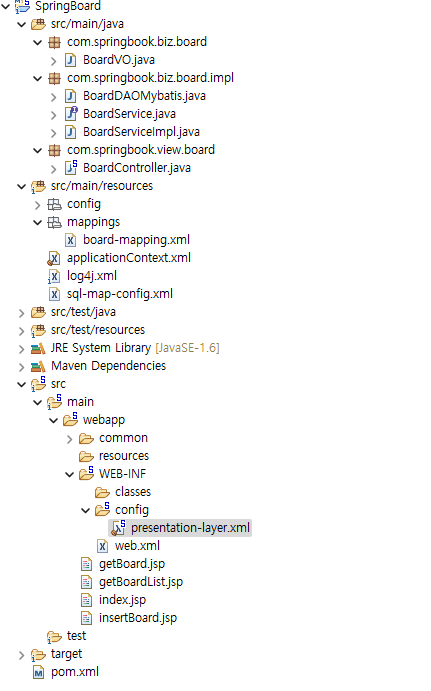 SpringBoard
src/main/java
com.springbook.biz.board
BoardVO.java
com.springbook.biz.board.impl
BoardDAOMybatis.java
BoardService.java
BoardServiceImpl.java
com.springbook.view.board
BoardController.java
src/main/resources
config
mappings
board-mapping.xml
applicationContext.xml
log4j.xml
sql-map-config.xml
src/test/java
src/test/resources
JRE System Library [JavaSE-1.6]
Maven Dependencies
src
main
webapp
common
resources
WEB-INF
classes
config
presentation-layer.xml
web.xml
getBoard.jsp
getBoardList.jsp
index.jsp
insertBoard.jsp
test
target
pom.xml